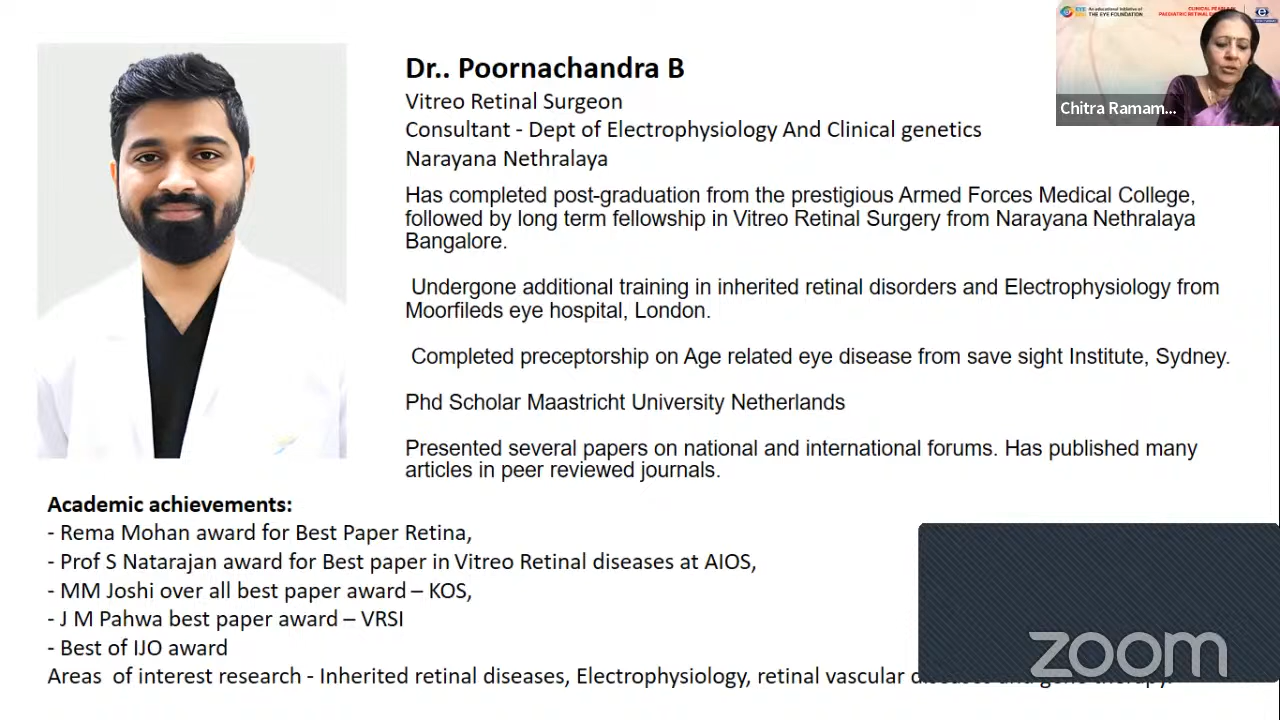 Dr.. Poornachandra B
Vitreo Retinal Surgeon
Consultant - Dept of Electrophysiology And Clinical genetics
Narayana Nethralaya
Has completed post-graduation from the prestigious Armed Forces Medical College,
followed by long term fellowship in Vitreo Retinal Surgery from Narayana Nethralaya
Bangalore.
Undergone additional training in inherited retinal disorders and Electrophysiology from
Moorfileds eye hospital, London.
Completed preceptorship on Age related eye disease from save sight Institute, Sydney.
Phd Scholar Maastricht University Netherlands
Presented several papers on national and international forums. Has published many
articles in peer reviewed journals.
Academic achievements:
- Rema Mohan award for Best Paper Retina,
- Prof S Natarajan award for Best paper in Vitreo Retinal diseases at AIOS,
- MM Joshi over all best paper award – KOS,
- J M Pahwa best paper award – VRSI
- Best of IJO award
Areas of interest research - Inherited retinal diseases, Electrophysiology, retinal vascular
An educational initiative of
THE EYE FOUNDATION
Chitra Ramam...
zoom